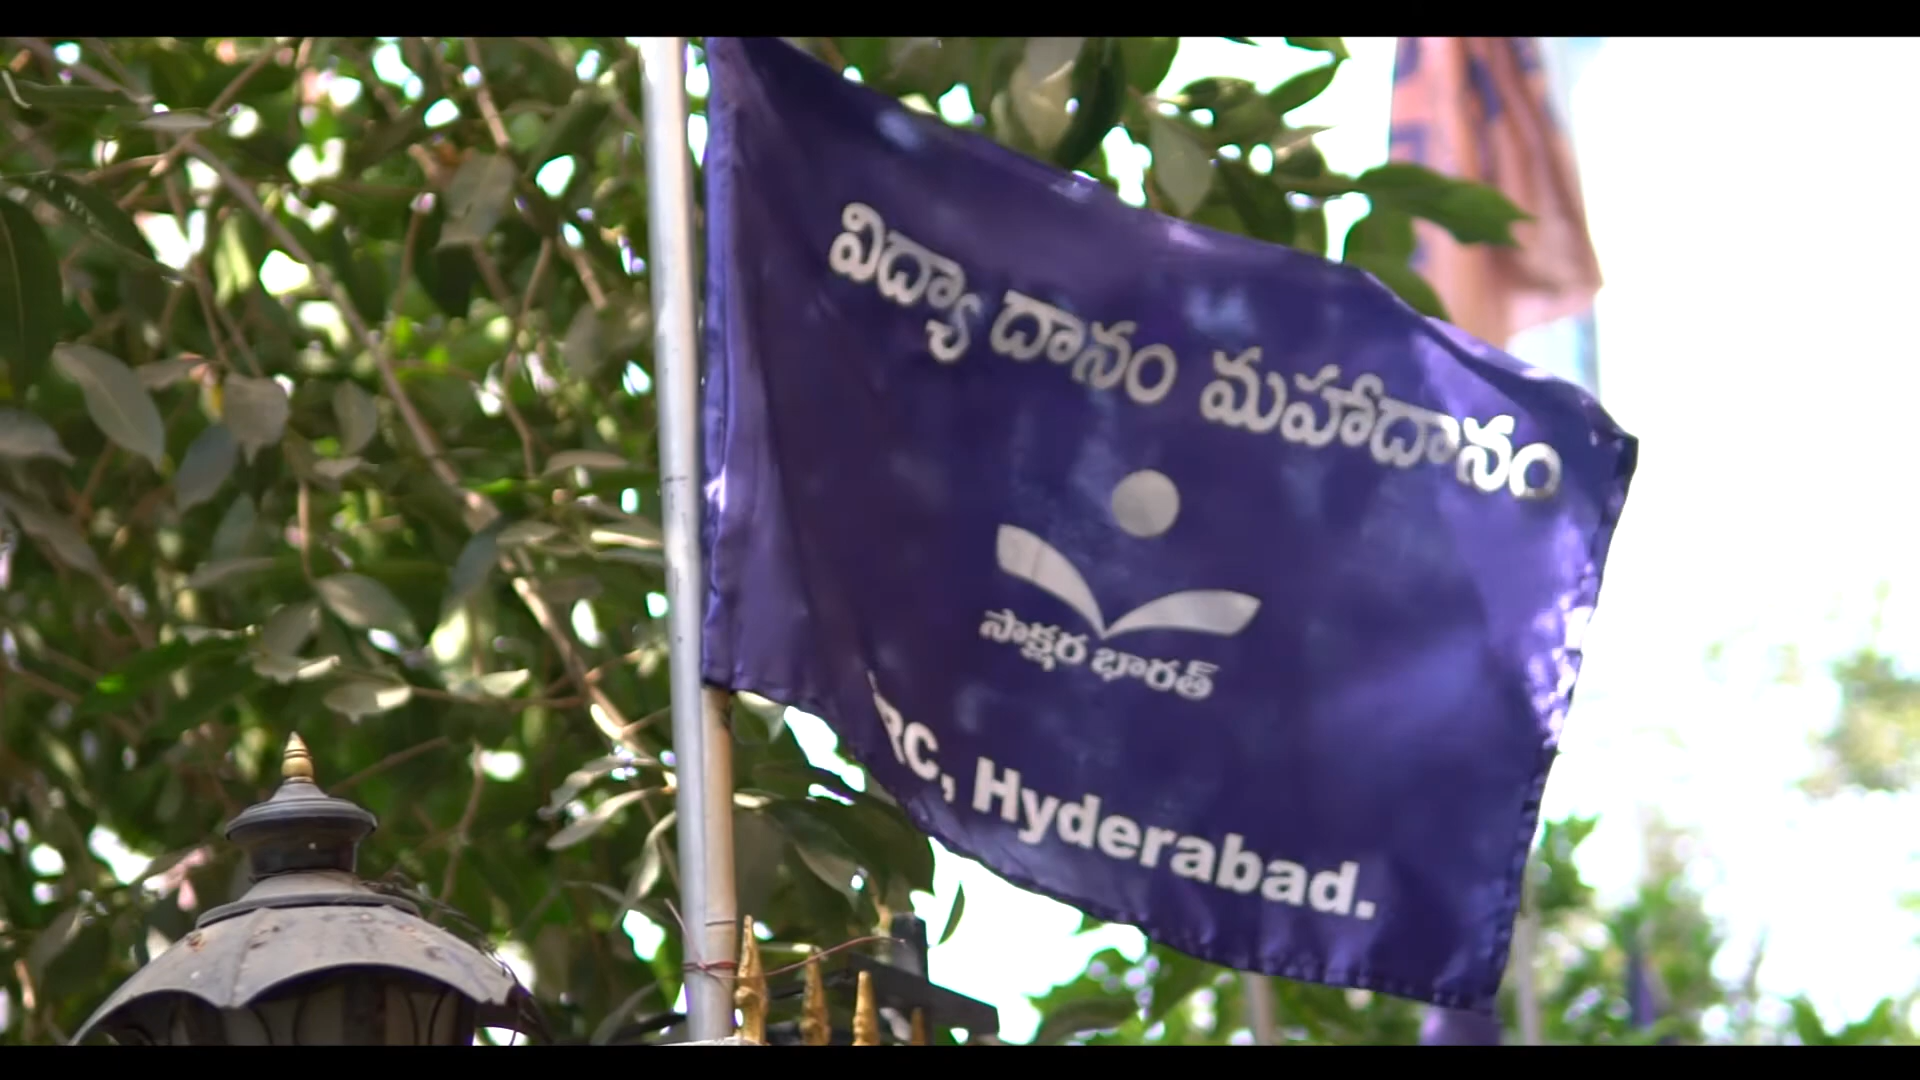 విద్యా దానం మహాదానం
సాక్షర భారత్
RC, Hyderabad.